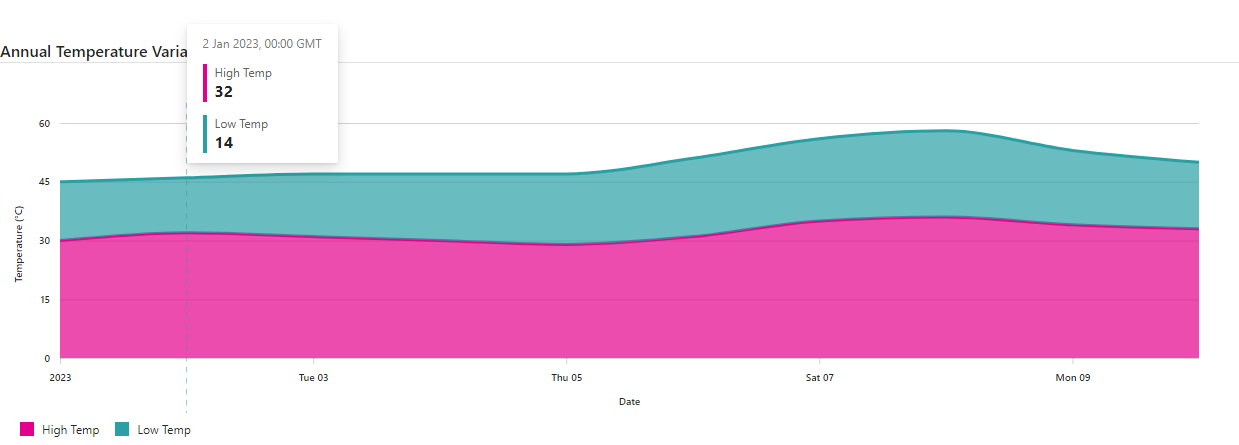 2 Jan 2023, 00:00 GMT
Annual Temperature Varia
High Temp
32
Low Temp
14
60
45
30
15
0
Temperature (°C)
2023 Tue 03 Thu 05 Sat 07 Mon 09
Date
High Temp Low Temp